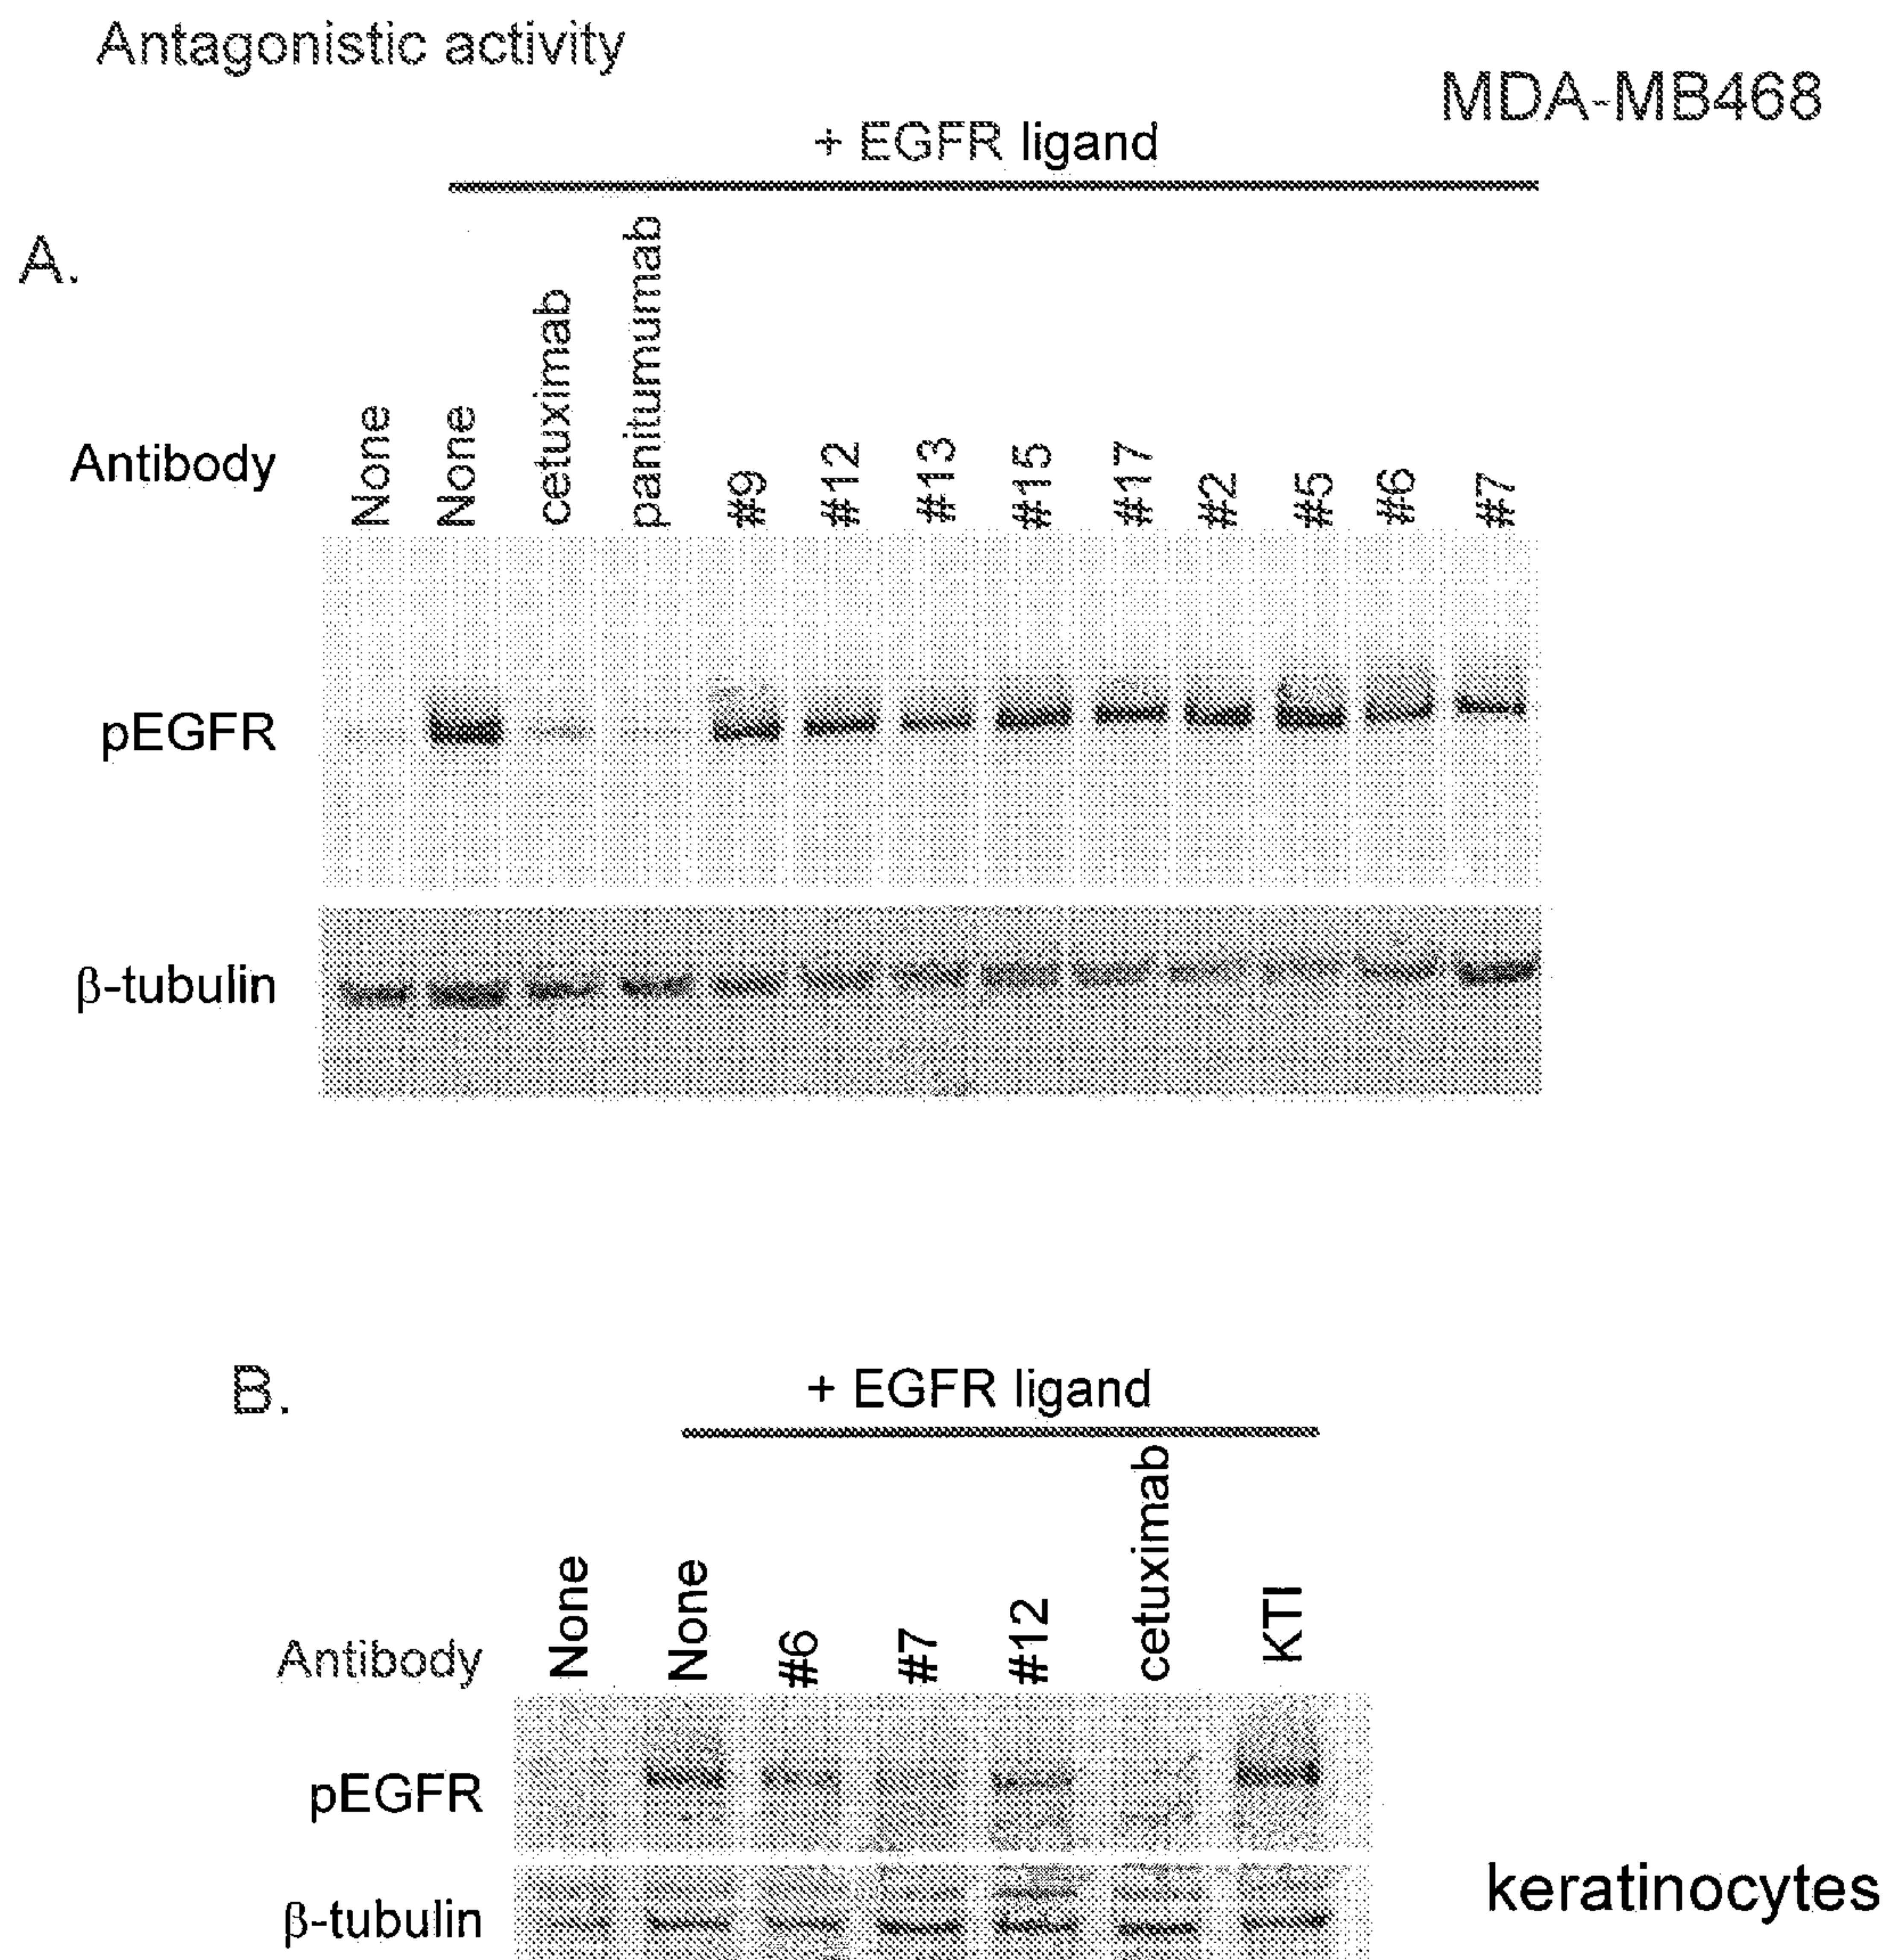 Antagonistic activity
MDA-MB468
+ EGFR ligand
A.
Antibody None None cetuximab panitumumab #9 #12 #13 #15 #17 #2 #5 #6 #7
pEGFR
β-tubulin
B.
+ EGFR ligand
Antibody None None #6 #7 #12 cetuximab KTI
pEGFR
β-tubulin
keratinocytes